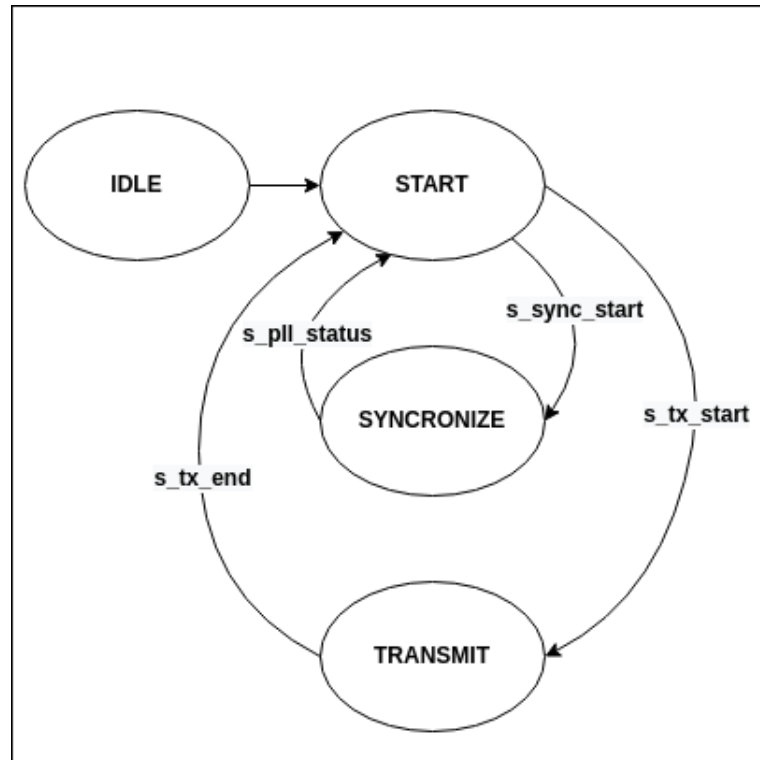 IDLE
START
s_sync_start
s_pll_status
SYNCRONIZE
s_tx_start
s_tx_end
TRANSMIT